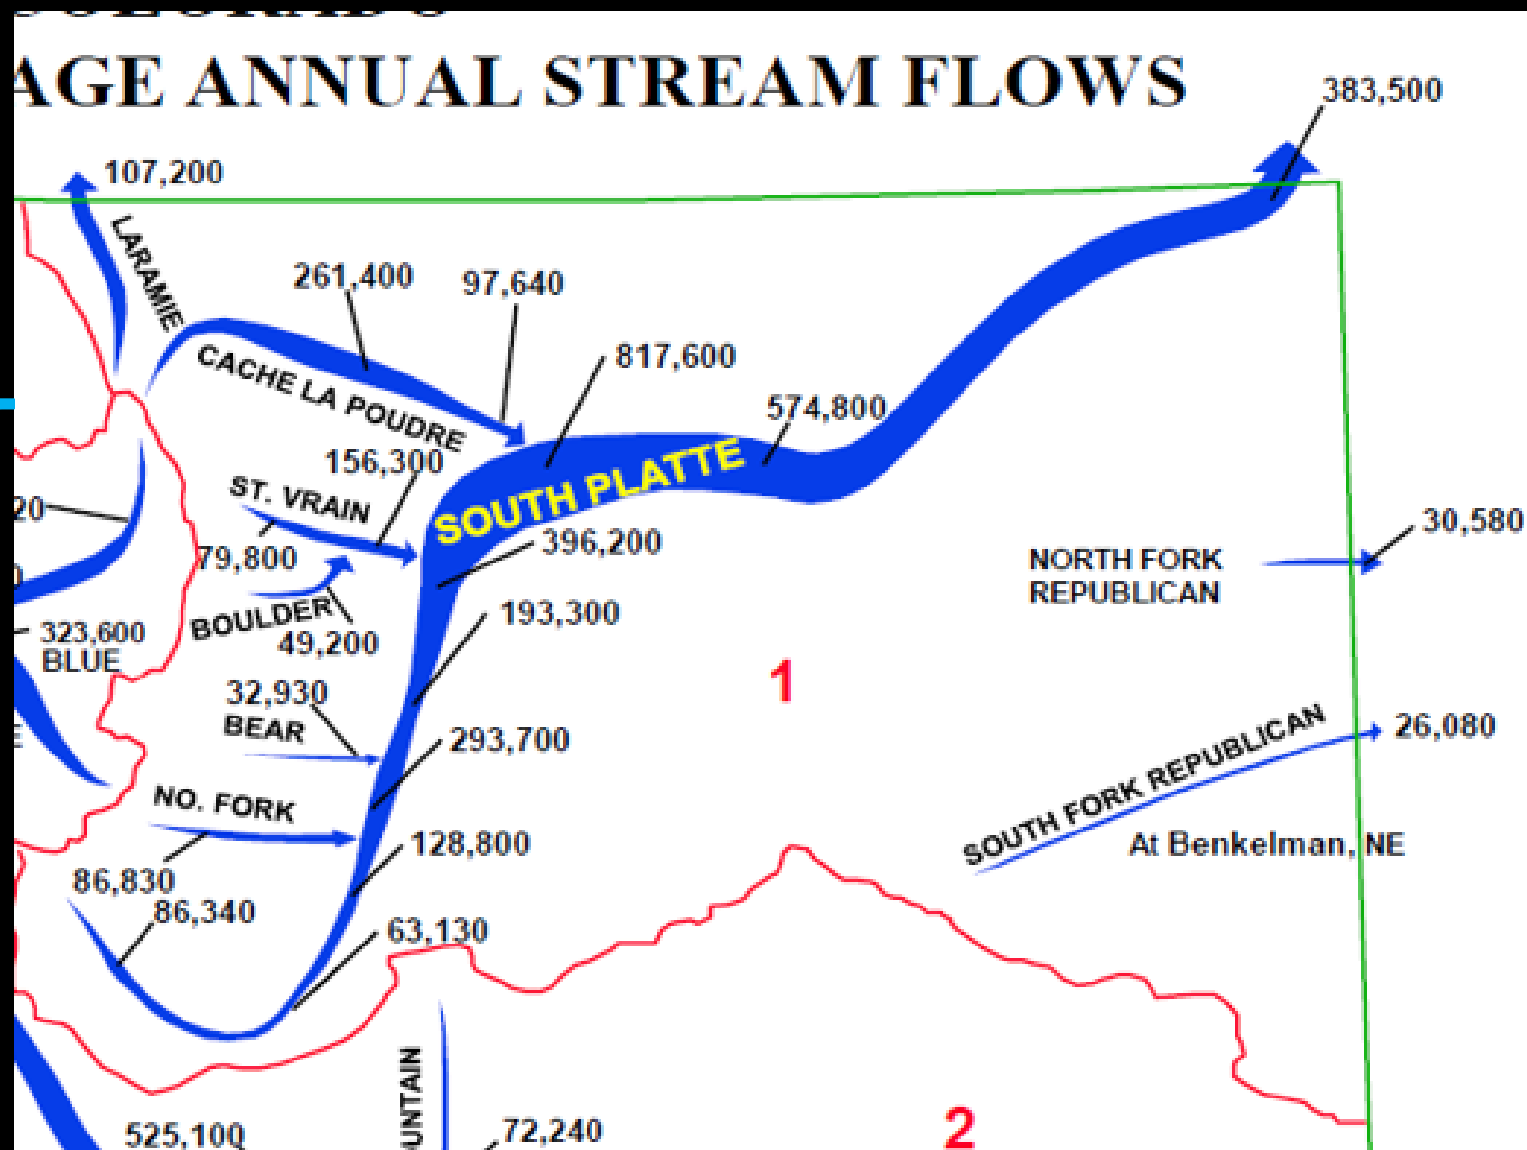 AGE ANNUAL STREAM FLOWS
383,500
107,200
LARAMIE
261,400
97,640
CACHE LA POUDRE
817,600
574,800
156,300
ST. VRAIN
SOUTH PLATTE
20
79,800
396,200
30,580
NORTH FORK
REPUBLICAN
BOULDER
49,200
193,300
323,600
BLUE
32,930
BEAR
1
293,700
SOUTH FORK REPUBLICAN
26,080
NO. FORK
128,800
At Benkelman, NE
86,830
86,340
63,130
UNTAIN
525,100
72,240
2